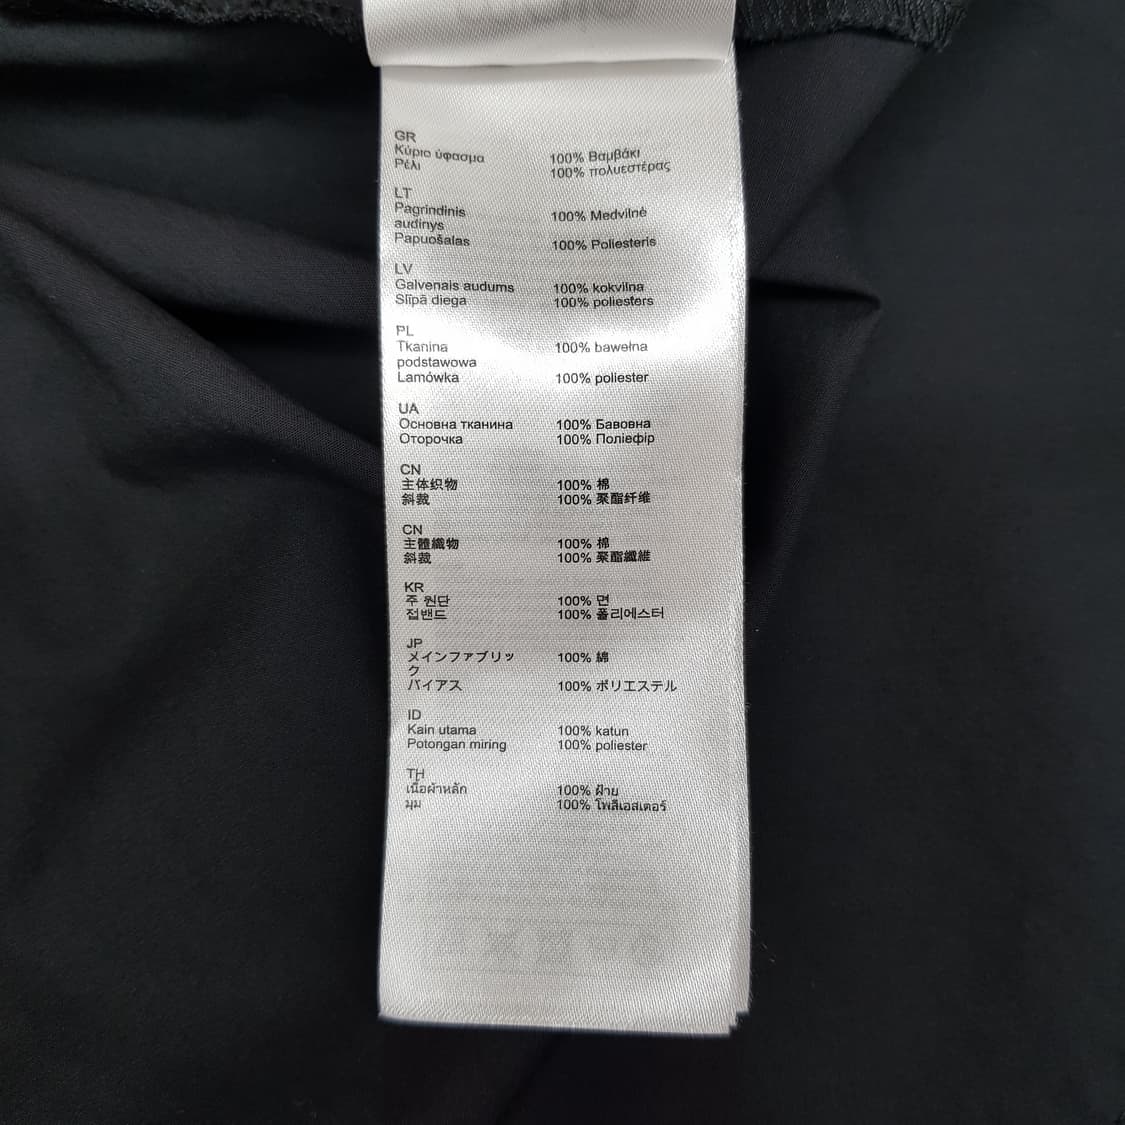 GR
Κύριο ύφασμα 100% Βαμβάκι
Ρέλι 100% πολυεστέρας
LT
Pagrindinis 100% Medvilnė
audinys
Papuošalas 100% Poliesteris
LV
Galvenais audums 100% kokvilna
Slīpā diega 100% poliesters
PL
Tkanina 100% bawełna
podstawowa
Lamówka 100% poliester
UA
Основна тканина 100% Бавовна
Оторочка 100% Поліефір
CN
主体织物 100% 棉
斜裁 100% 聚酯纤维
CN
主體織物 100% 棉
斜裁 100% 聚酯纖維
KR
주 원단 100% 면
접밴드 100% 폴리에스터
JP
メインファブリッ 100% 綿
ク
バイアス 100% ポリエステル
ID
Kain utama 100% katun
Potongan miring 100% poliester
TH
เนื้อผ้าหลัก 100% ฝ้าย
มุม 100% โพลีเอสเตอร์